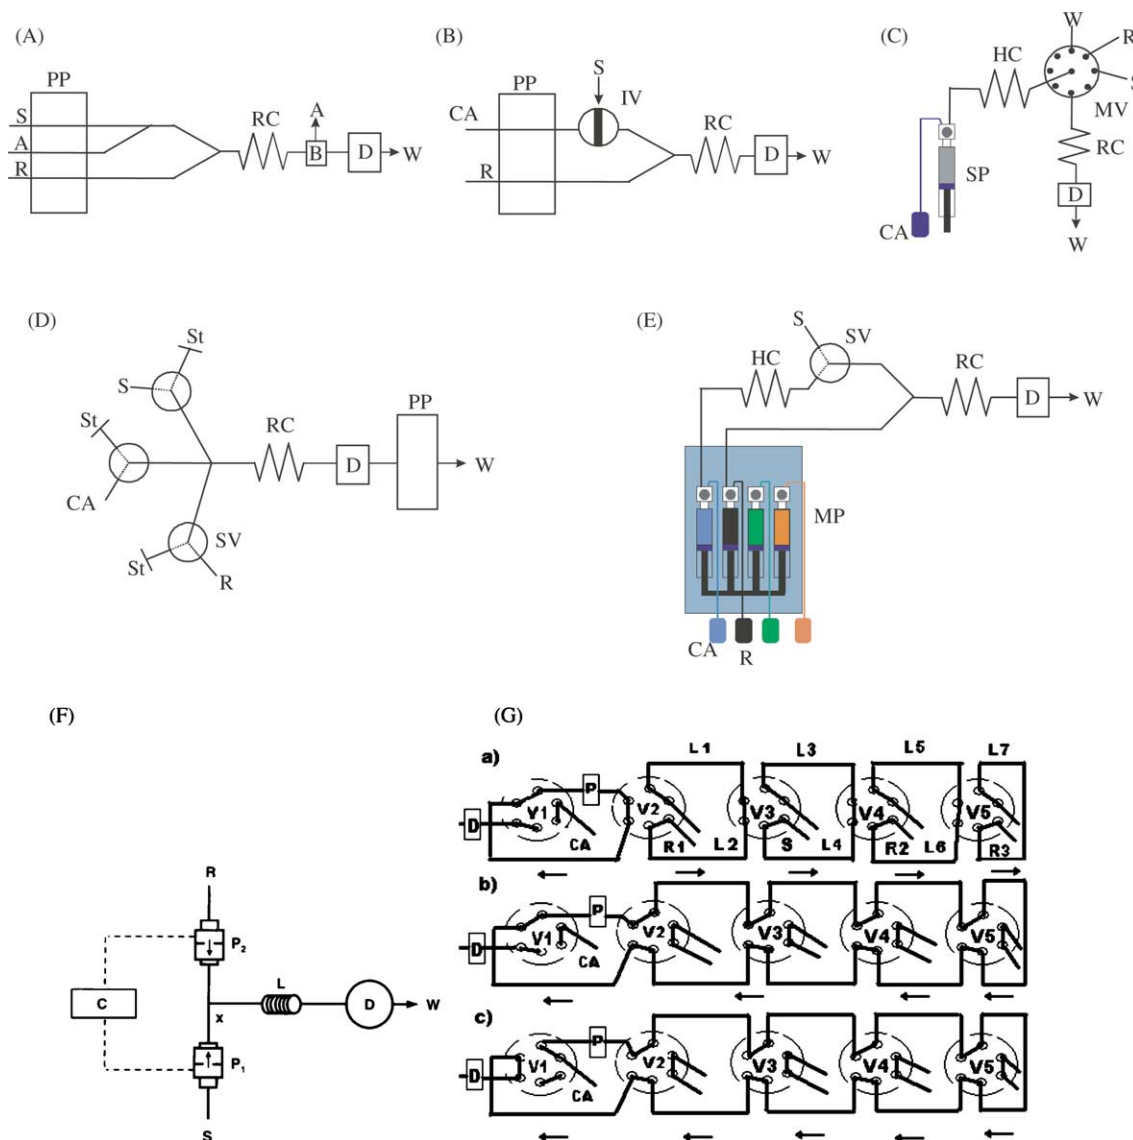 (A)
PP
S
A
R
RC
A
B
D
W
(B)
PP
S
IV
CA
R
RC
D
W
(C)
W
R
HC
S
MV
RC
SP
D
CA
W
(D)
St
S
PP
St
RC
D
W
CA
SV
St
R
(E)
S
SV
HC
RC
D
W
MP
CA
R
(F)
R
P2
L
C
D
W
x
P1
S
(G)
a)
L1
L3
L5
L7
P
V1
V2
V3
V4
V5
D
CA
R1
L2
S
L4
R2
L6
R3
b)
P
V1
V2
V3
V4
V5
D
CA
c)
P
V1
V2
V3
V4
V5
D
CA